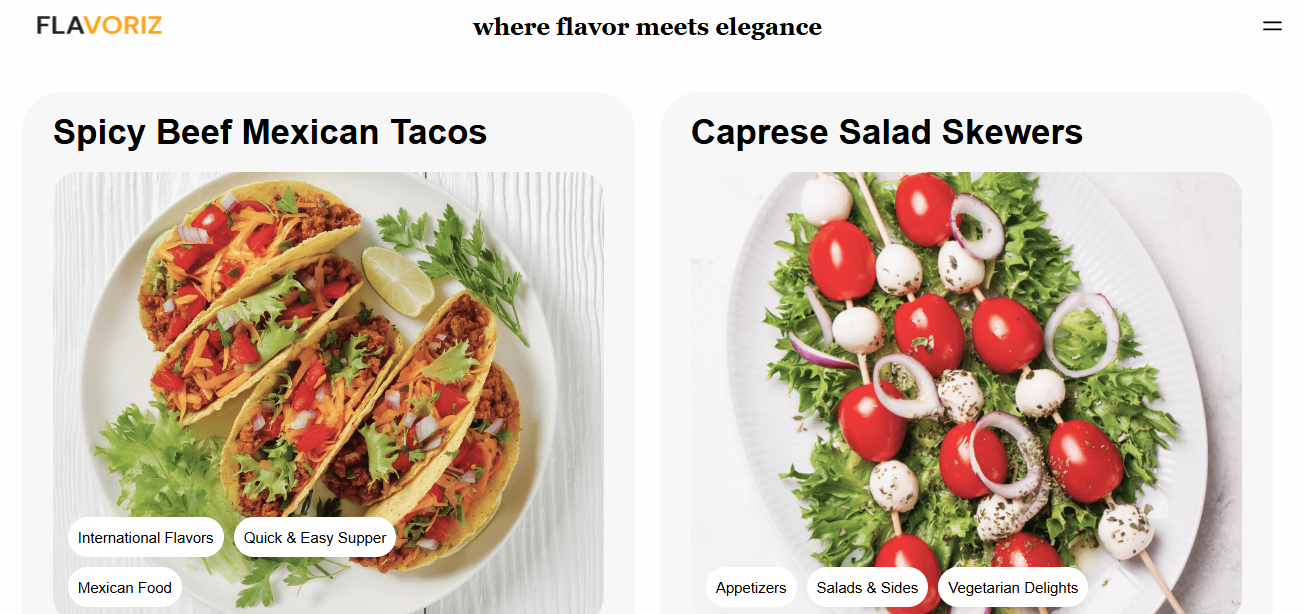 FLAVORIZ
where flavor meets elegance
Spicy Beef Mexican Tacos
International Flavors
Quick & Easy Supper
Mexican Food
Caprese Salad Skewers
Appetizers
Salads & Sides
Vegetarian Delights